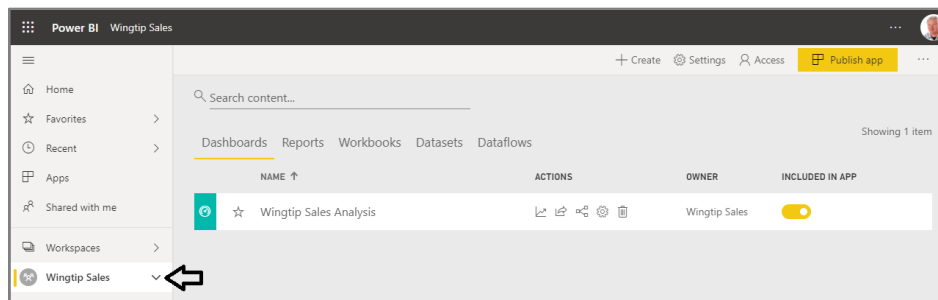 Power BI Wingtip Sales ...
+ Create Settings Access Publish app ...
Home
Search content...
Favorites
Showing 1 item
Dashboards Reports Workbooks Datasets Dataflows
Recent
Apps
NAME ↑ ACTIONS OWNER INCLUDED IN APP
Shared with me
Wingtip Sales Analysis Wingtip Sales
Workspaces
Wingtip Sales